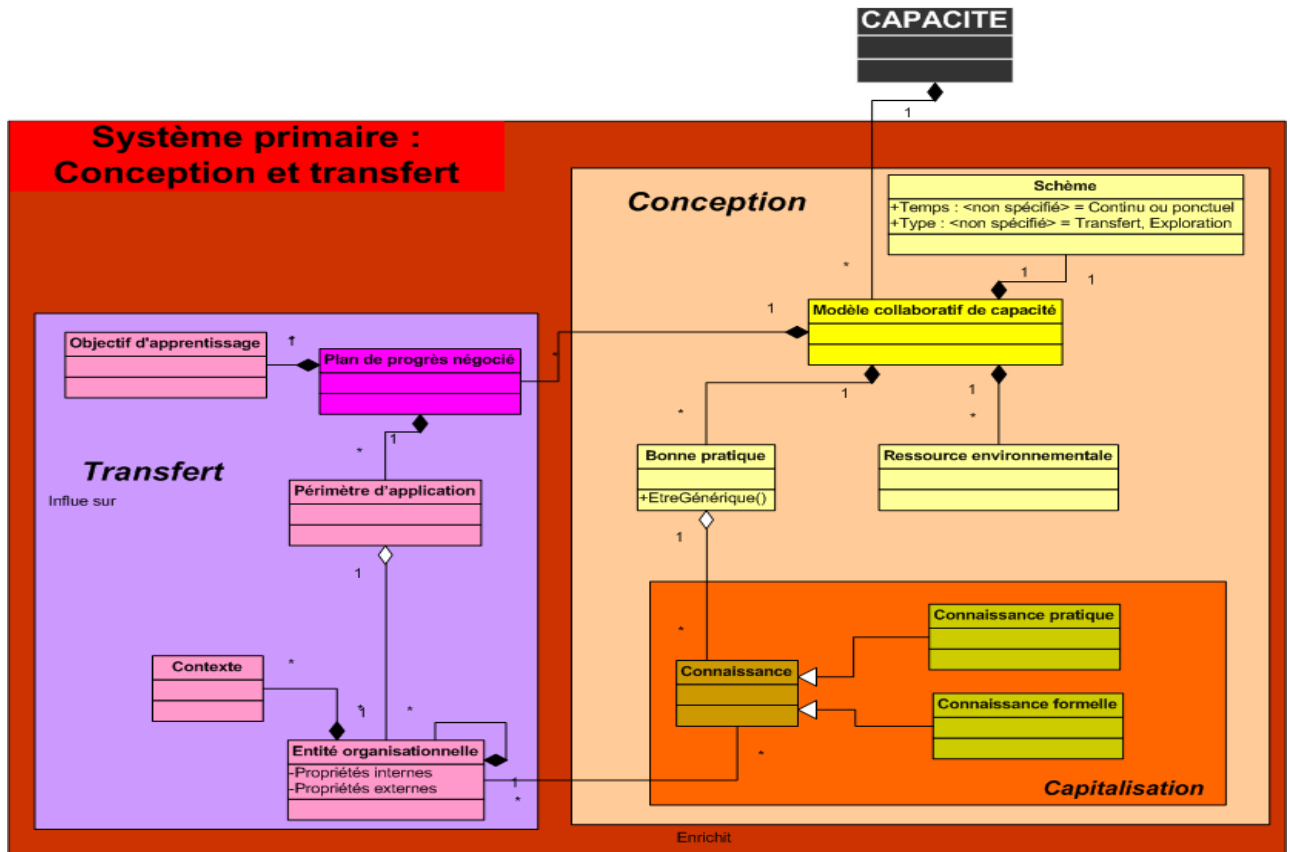 CAPACITE
1
Système primaire :
Conception et transfert
Conception
Schème
+Temps : <non spécifié> = Continu ou ponctuel
+Type : <non spécifié> = Transfert, Exploration
*
1
1
1
Modèle collaboratif de capacité
Objectif d'apprentissage
Plan de progrès négocié
*
1
1
*
*
1
*
Transfert
Influe sur
Périmètre d'application
Bonne pratique
+EtreGénérique()
Ressource environnementale
1
1
Connaissance pratique
*
Contexte
*
Connaissance
Connaissance formelle
1
*
Entité organisationnelle
-Propriétés internes
-Propriétés externes
1
*
*
Capitalisation
Enrichit